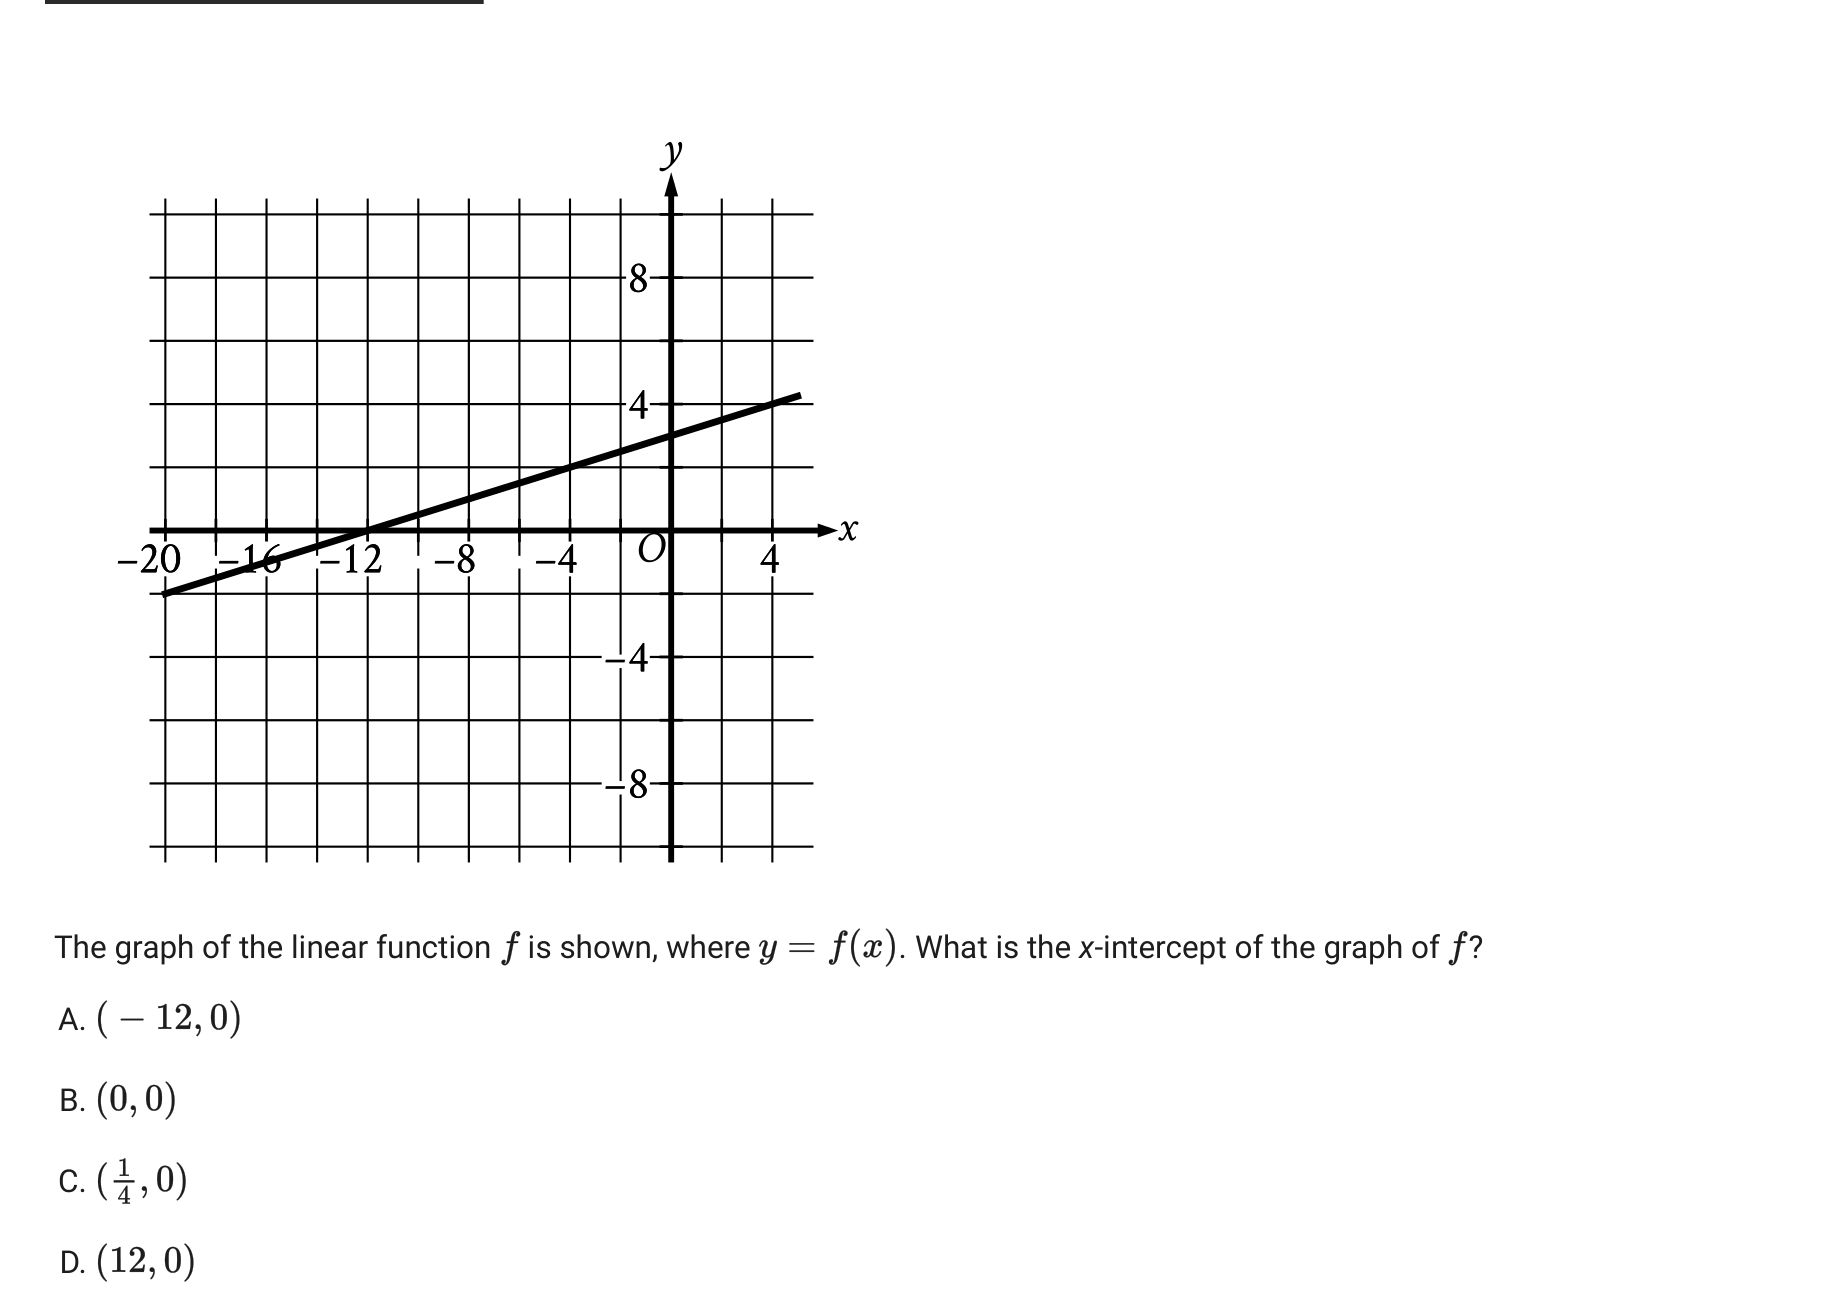 y
8
4
x
−20 −16 −12 −8 −4 O 4
−4
−8
The graph of the linear function f is shown, where y = f(x). What is the x-intercept of the graph of f?
A. (− 12, 0)
B. (0, 0)
C. (1/4, 0)
D. (12, 0)